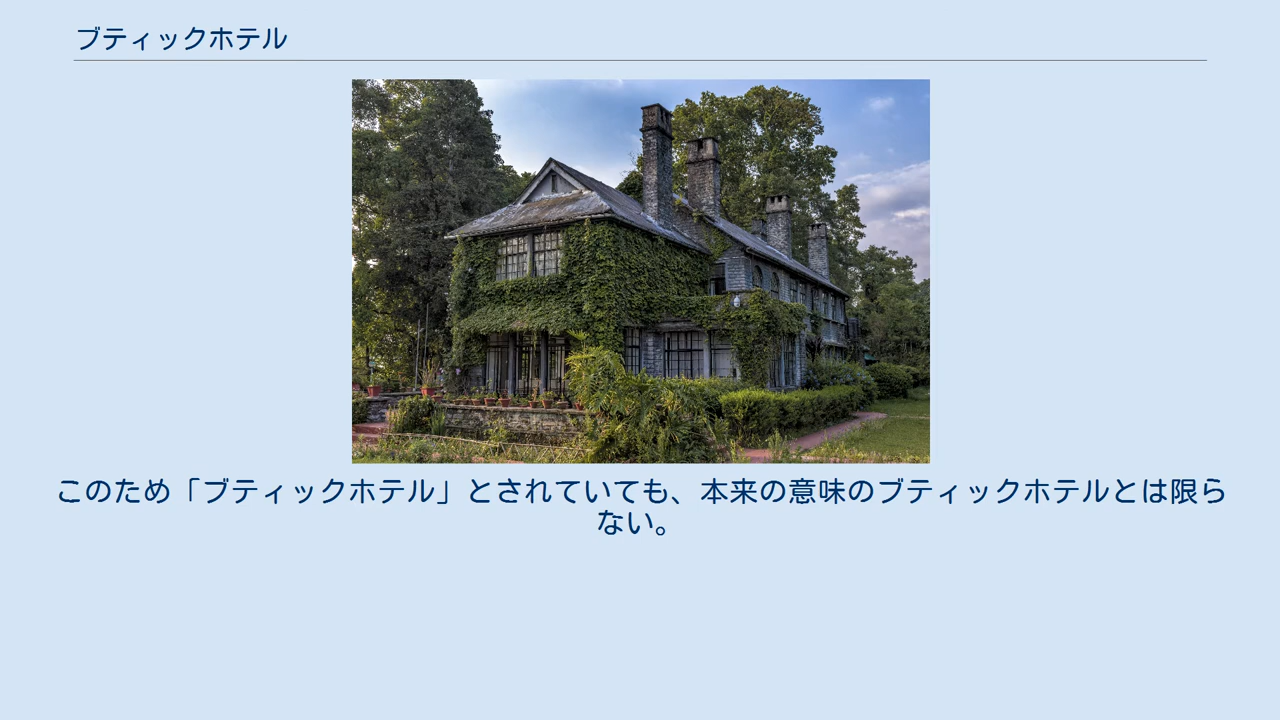 ブティックホテル
このため「ブティックホテル」とされていても、本来の意味のブティックホテルとは限ら
ない。